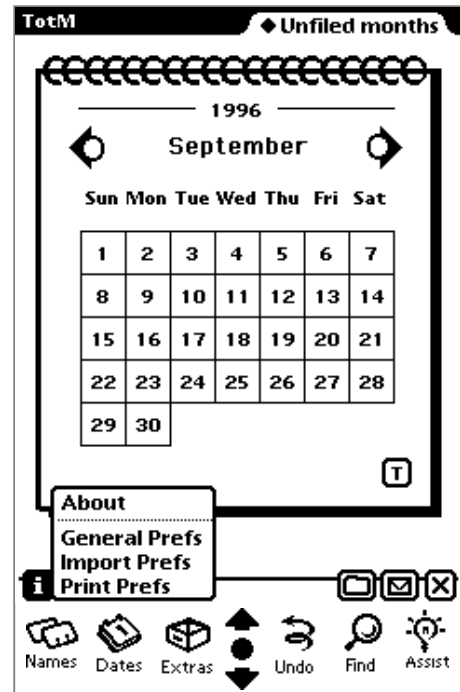 TotM
◆Unfiled months
1996
September
Sun Mon Tue Wed Thu Fri Sat
1 2 3 4 5 6 7
8 9 10 11 12 13 14
15 16 17 18 19 20 21
22 23 24 25 26 27 28
29 30
T
About
General Prefs
Import Prefs
Print Prefs
i
Names Dates Extras Undo Find Assist